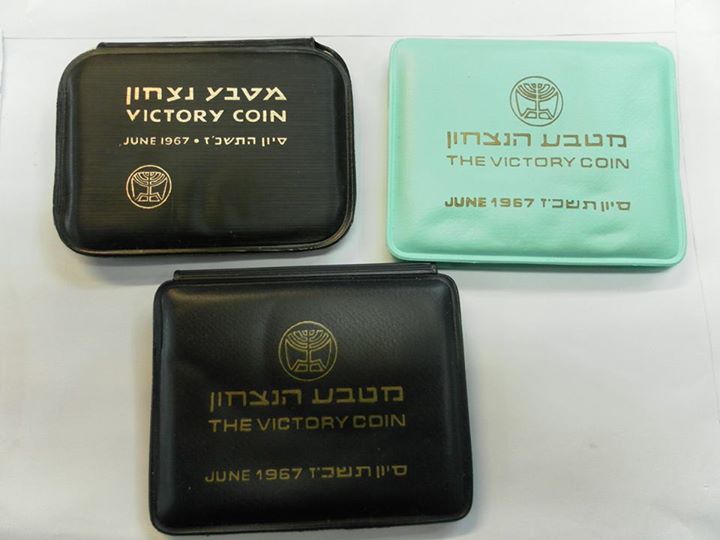 מטבע נצחון
VICTORY COIN
JUNE 1967 • סיון התשכ"ז
מטבע הנצחון
THE VICTORY COIN
JUNE 1967 סיון תשכ"ז
מטבע הנצחון
THE VICTORY COIN
JUNE 1967 סיון תשכ"ז